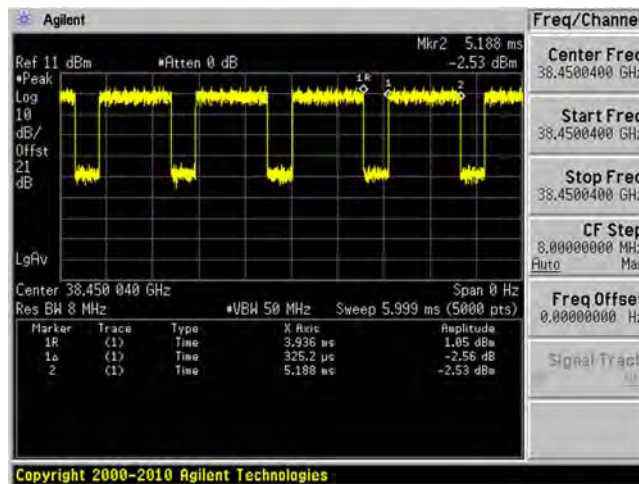 Agilent
Freq/Channe
Mkr2 5.188 ms
Ref 11 dBm #Atten 0 dB -2.53 dBm
#Peak
Log
10
dB/
Offst
21
dB
LgAv
1R
1
2
Center 38.450 040 GHz Span 0 Hz
Res BW 8 MHz #VBW 50 MHz Sweep 5.999 ms (5000 pts)
Marker Trace Type X Axis Amplitude
1R (1) Time 3.936 ms 1.05 dBm
1Δ (1) Time 325.2 µs -2.56 dB
2 (1) Time 5.188 ms -2.53 dBm
Center Freq
38.4500400 GHz
Start Freq
38.4500400 GHz
Stop Freq
38.4500400 GHz
CF Step
8.00000000 MHz
Auto Ma
Freq Offset
0.00000000 Hz
Signal Track
Copyright 2000-2010 Agilent Technologies